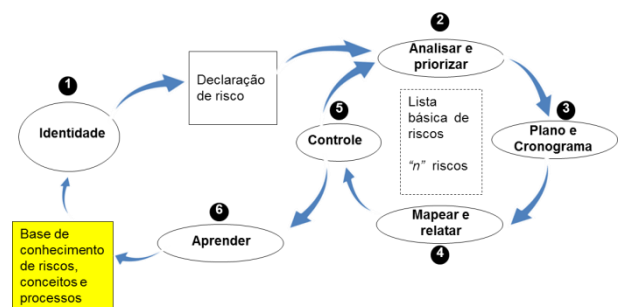 1
Identidade
Declaração
de risco
2
Analisar e
priorizar
3
Plano e
Cronograma
Lista
básica de
riscos
“n” riscos
5
Controle
Mapear e
relatar
4
6
Aprender
Base de
conhecimento
de riscos,
conceitos e
processos